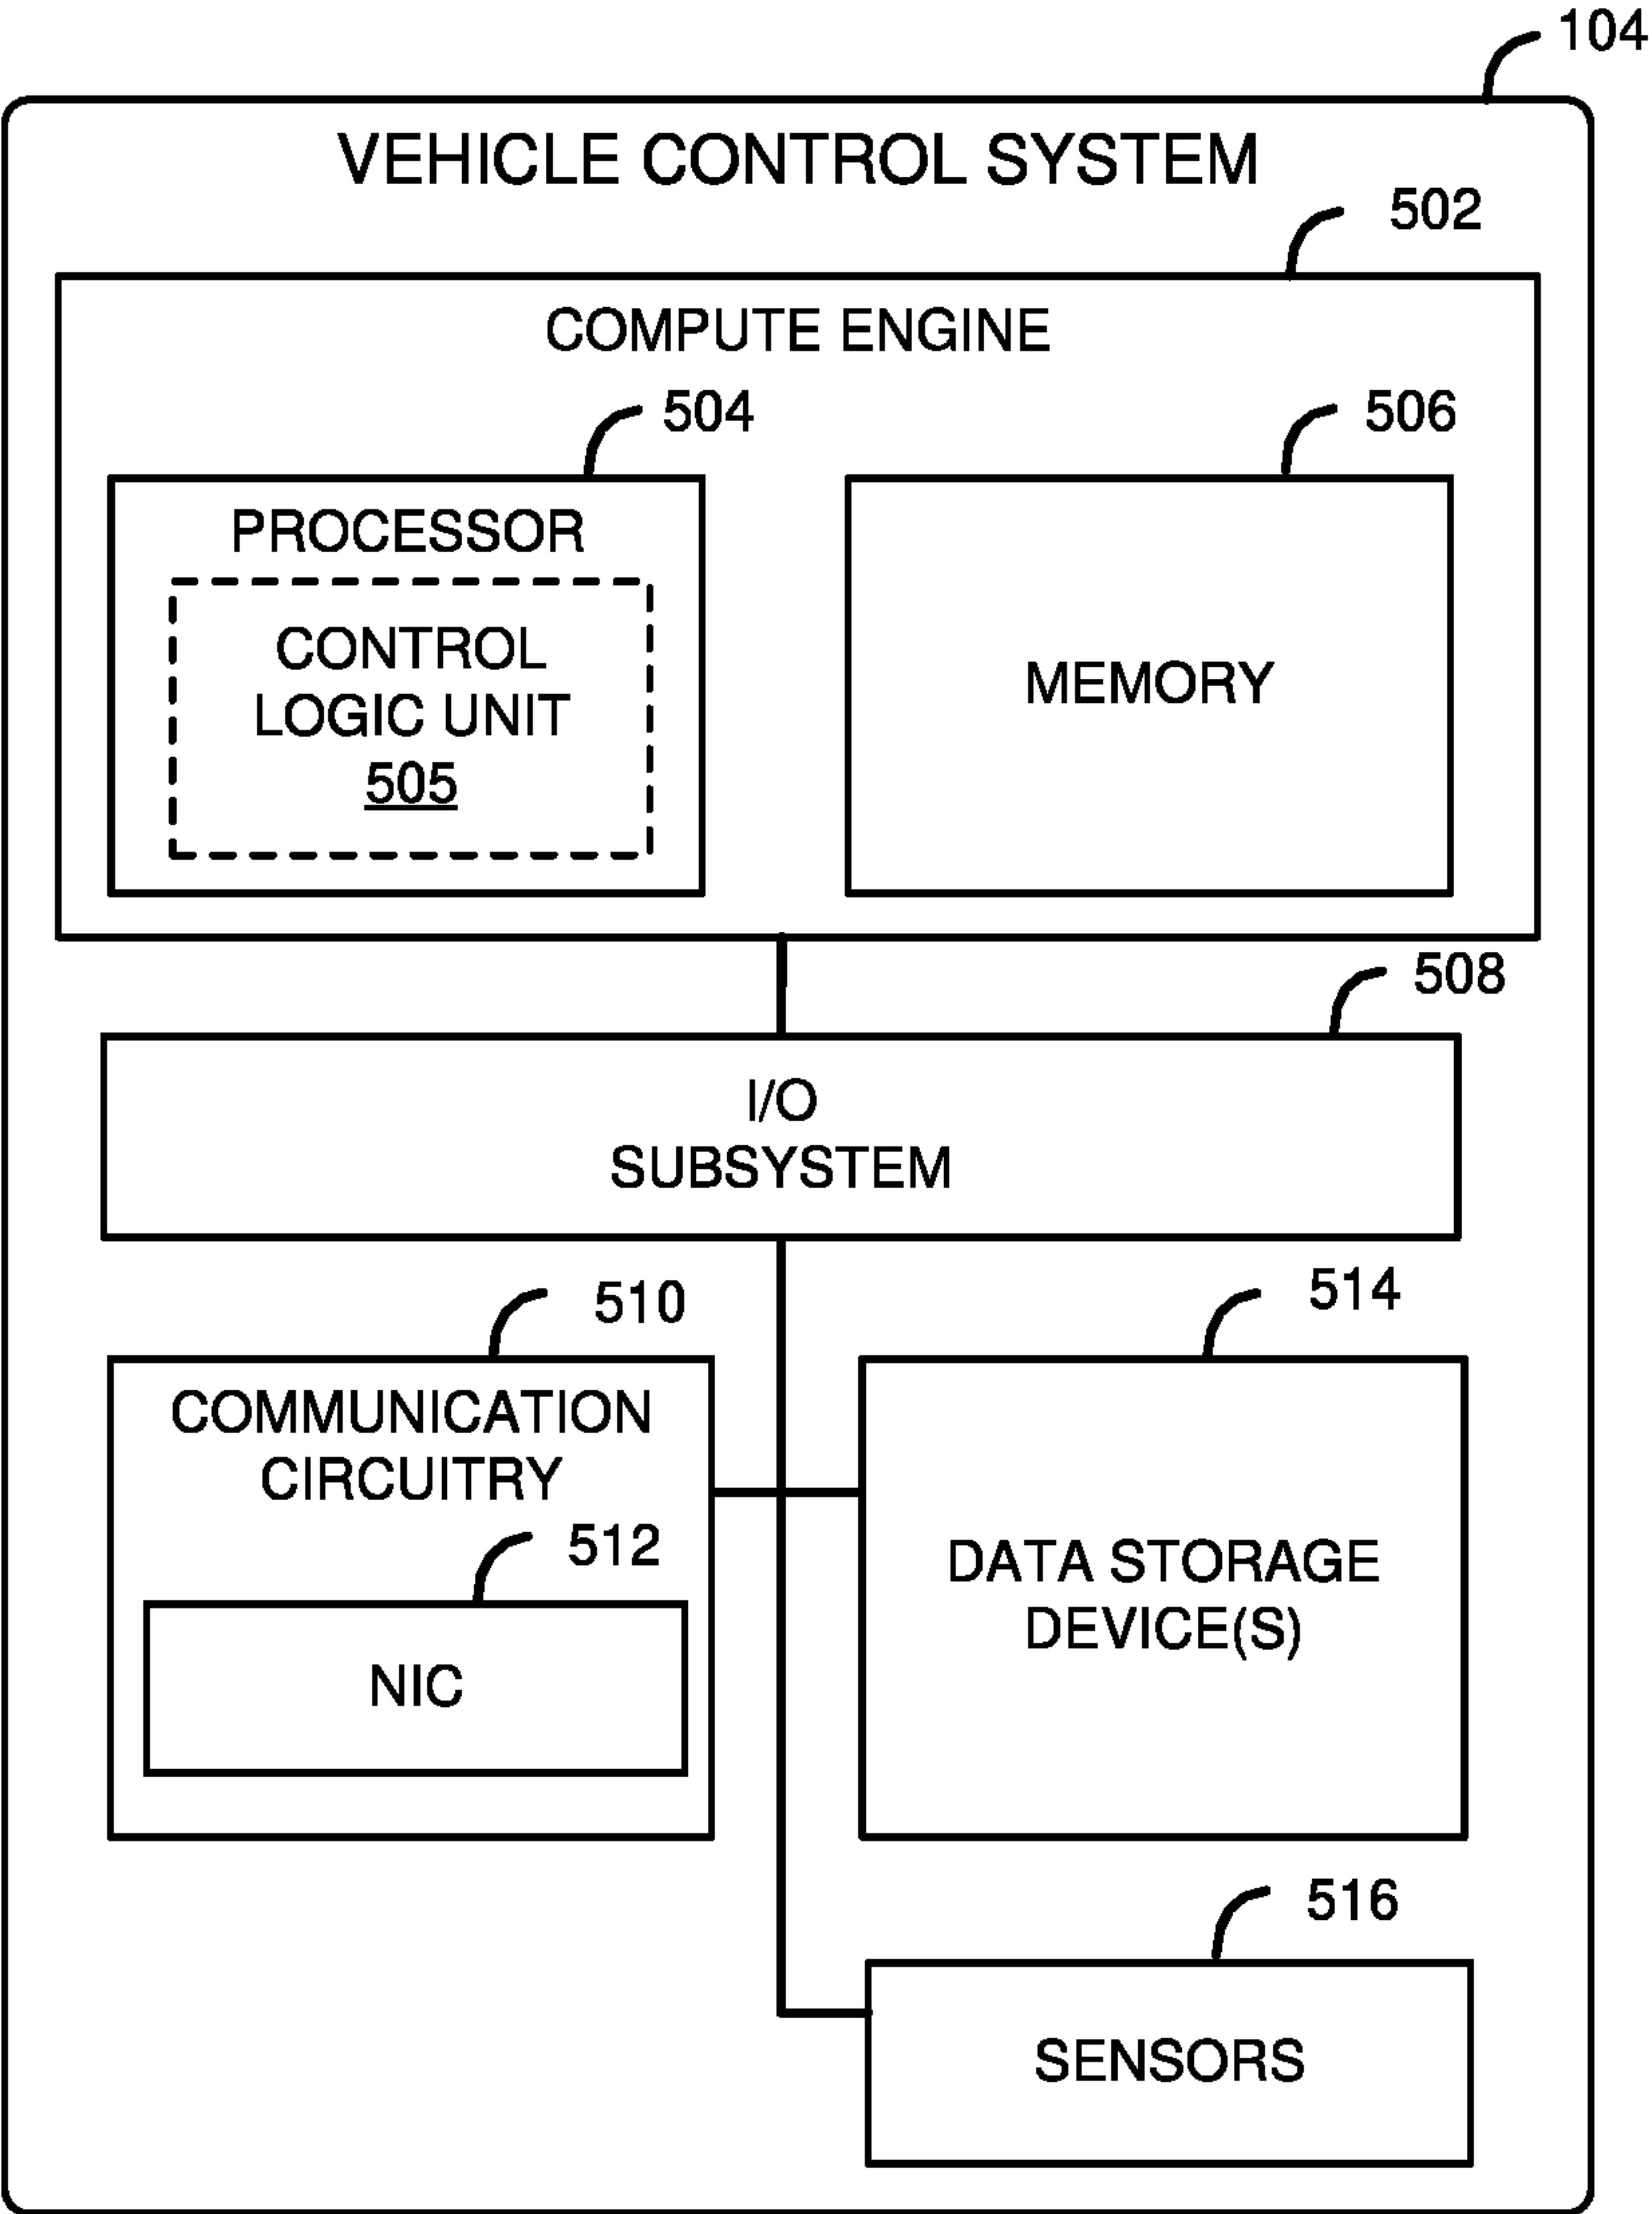 104
VEHICLE CONTROL SYSTEM
502
COMPUTE ENGINE
504
506
PROCESSOR
CONTROL
LOGIC UNIT
505
MEMORY
508
I/O
SUBSYSTEM
510
514
COMMUNICATION
CIRCUITRY
512
NIC
DATA STORAGE
DEVICE(S)
516
SENSORS